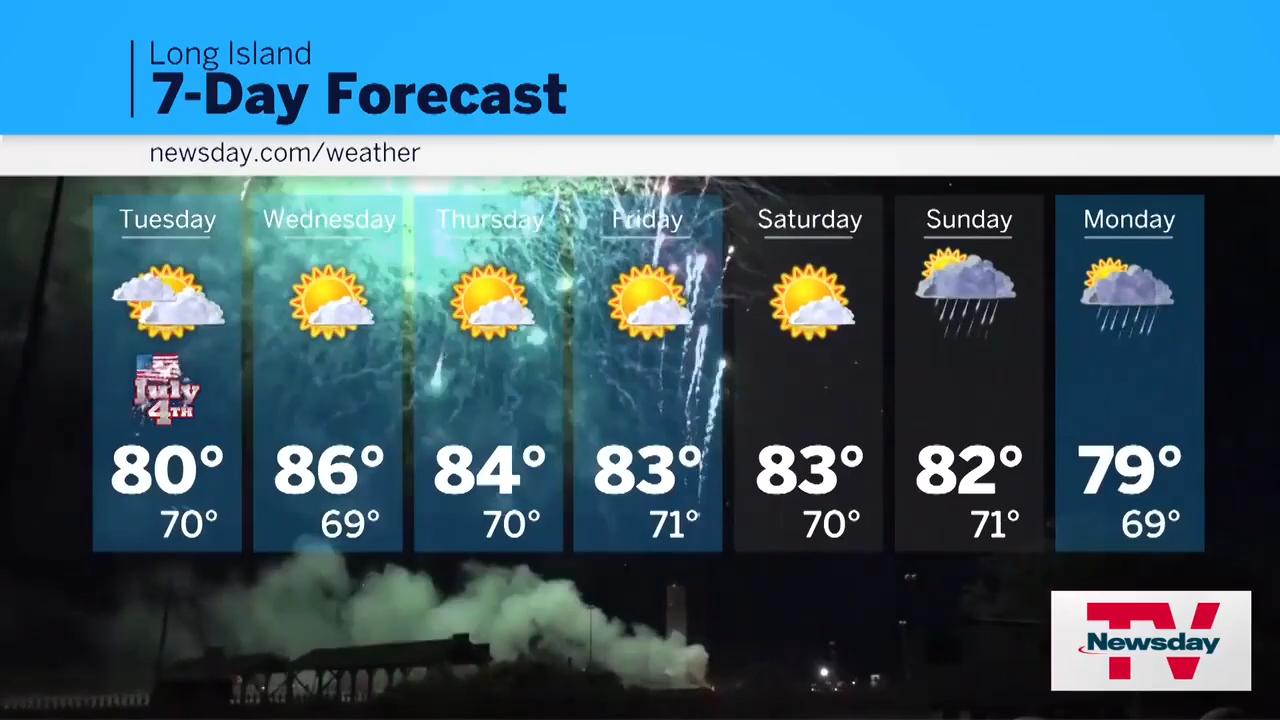 Long Island
7-Day Forecast
newsday.com/weather
Tuesday Wednesday Thursday Friday Saturday Sunday Monday
July
4TH
80° 86° 84° 83° 83° 82° 79°
70° 69° 70° 71° 70° 71° 69°
TV
Newsday